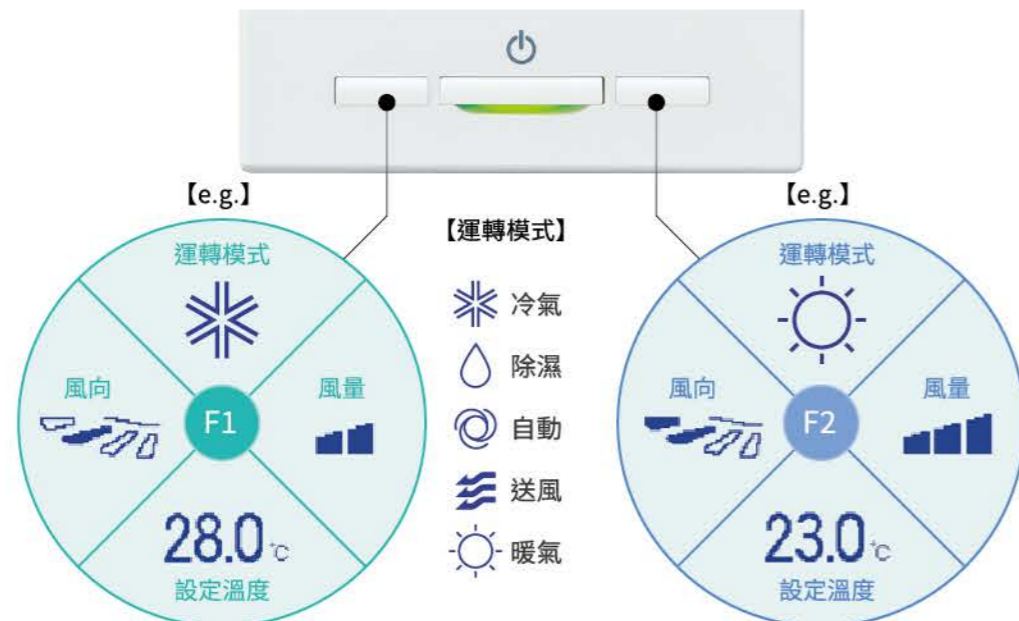 【e.g.】
【e.g.】
【運轉模式】
運轉模式
風向
F1
風量
28.0℃
設定溫度
冷氣
除濕
自動
送風
暖氣
運轉模式
風向
F2
風量
23.0℃
設定溫度